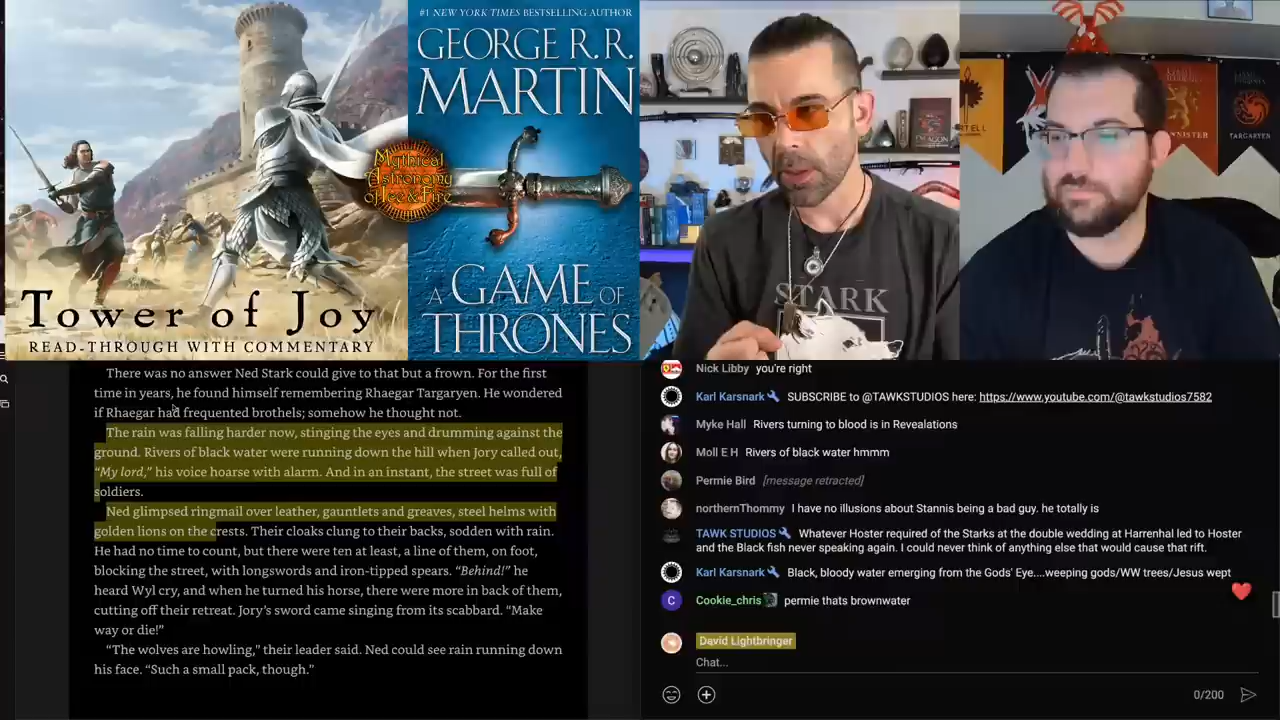 Tower of Joy
READ-THROUGH WITH COMMENTARY
Mythical
Astronomy
of Ice & Fire
#1 NEW YORK TIMES BESTSELLING AUTHOR
GEORGE R.R.
MARTIN
A GAME OF
THRONES
STARK
DRAGON
TARGARYEN
There was no answer Ned Stark could give to that but a frown. For the first
time in years, he found himself remembering Rhaegar Targaryen. He wondered
if Rhaegar had frequented brothels; somehow he thought not.
The rain was falling harder now, stinging the eyes and drumming against the
ground. Rivers of black water were running down the hill when Jory called out,
“My lord,” his voice hoarse with alarm. And in an instant, the street was full of
soldiers.
Ned glimpsed ringmail over leather, gauntlets and greaves, steel helms with
golden lions on the crests. Their cloaks clung to their backs, sodden with rain.
He had no time to count, but there were ten at least, a line of them, on foot,
blocking the street, with longswords and iron-tipped spears. “Behind!” he
heard Wyl cry, and when he turned his horse, there were more in back of them,
cutting off their retreat. Jory’s sword came singing from its scabbard. “Make
way or die!”
“The wolves are howling,” their leader said. Ned could see rain running down
his face. “Such a small pack, though.”
Nick Libby you're right
Karl Karsnark SUBSCRIBE to @TAWKSTUDIOS here: https://www.youtube.com/@tawkstudios7582
Myke Hall Rivers turning to blood is in Revealations
Moll E H Rivers of black water hmmm
Permie Bird [message retracted]
northernThommy I have no illusions about Stannis being a bad guy. he totally is
TAWK STUDIOS Whatever Hoster required of the Starks at the double wedding at Harrenhal led to Hoster
and the Black fish never speaking again. I could never think of anything else that would cause that rift.
Karl Karsnark Black, bloody water emerging from the Gods' Eye....weeping gods/WW trees/Jesus wept
C Cookie_chris permie thats brownwater
David Lightbringer
Chat...
0/200